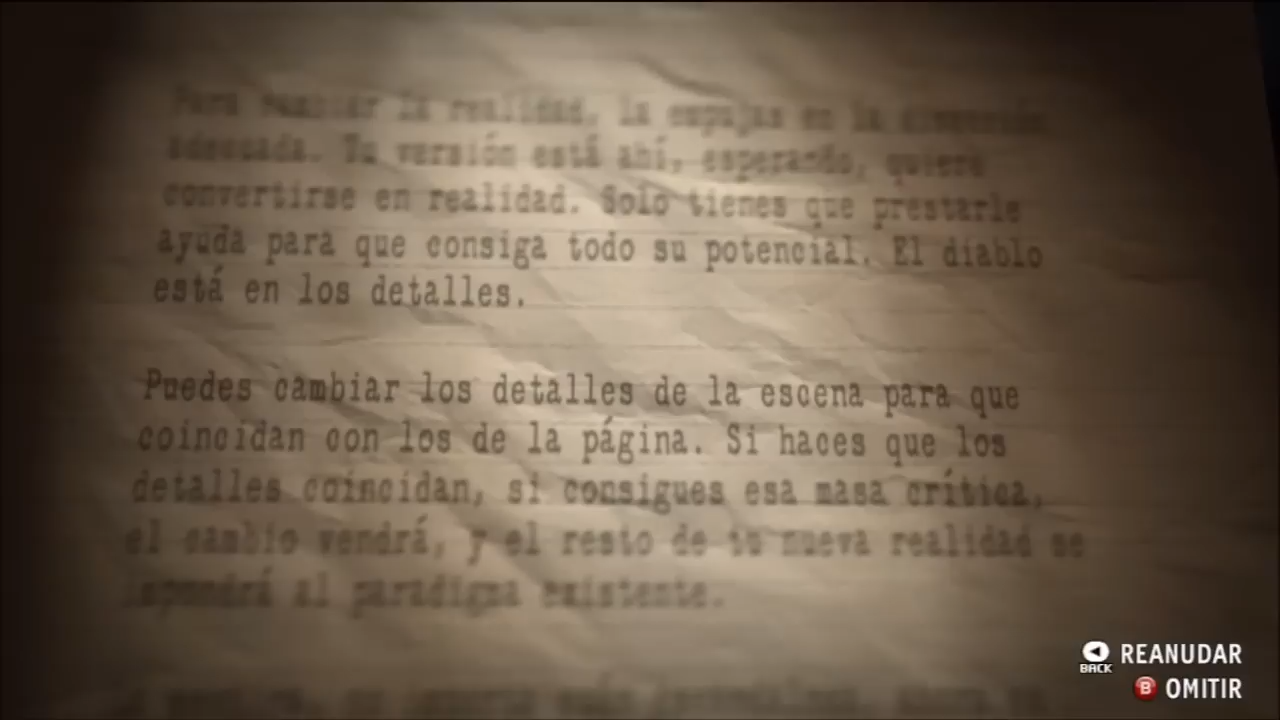 Para cambiar la realidad, la empujas en la dirección
adecuada. Tu versión está ahí, esperando, quiere
convertirse en realidad. Solo tienes que prestarle
ayuda para que consiga todo su potencial. El diablo
está en los detalles.
Puedes cambiar los detalles de la escena para que
coincidan con los de la página. Si haces que los
detalles coincidan, si consigues esa masa crítica,
el cambio vendrá, y el resto de tu nueva realidad se
impondrá al paradigma existente.
BACK REANUDAR
B OMITIR